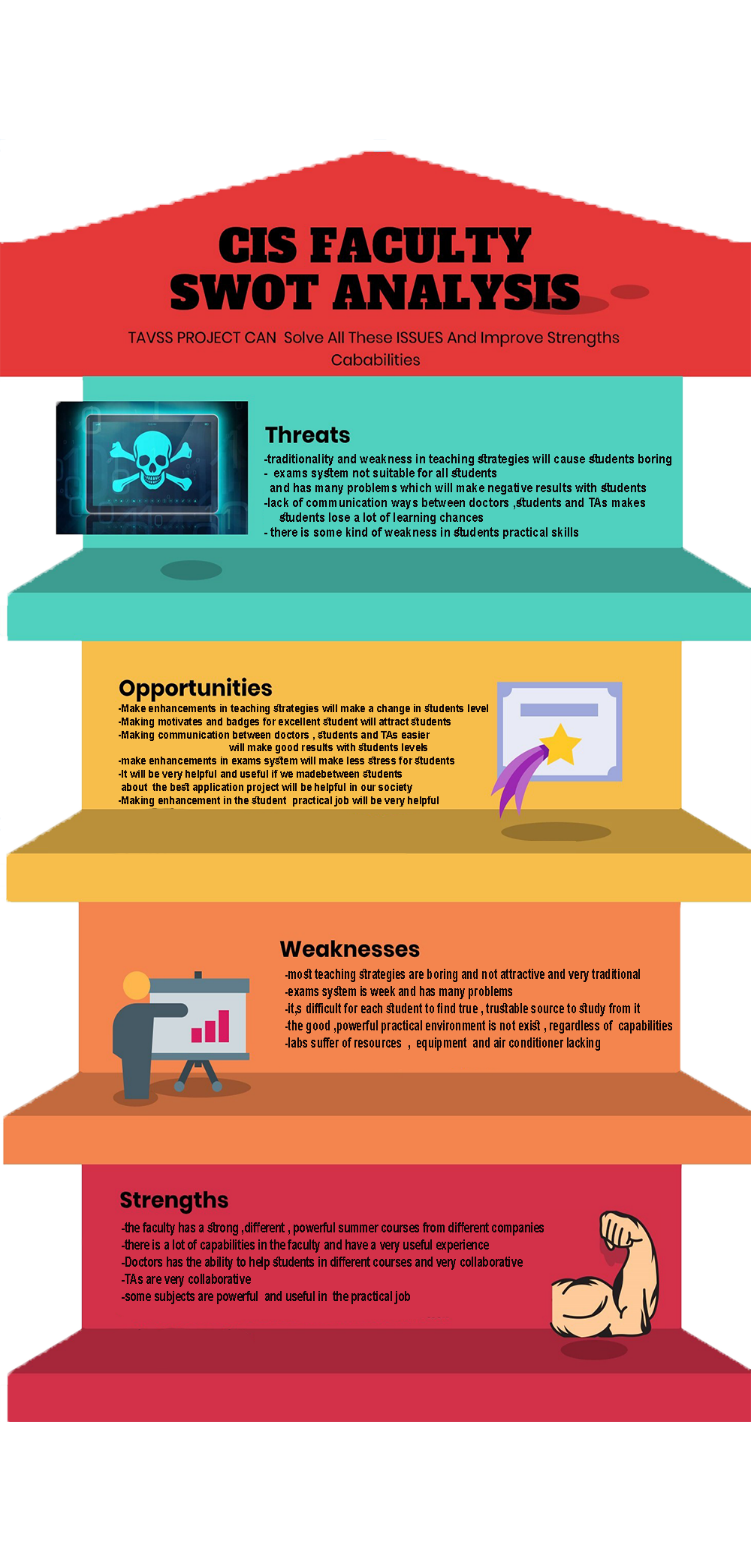 CIS FACULTY
SWOT ANALYSIS
TAVSS PROJECT CAN  Solve All These ISSUES And Improve Strengths
Cababilities
Threats
-traditionality and weakness in teaching strategies will cause students boring
-  exams system not suitable for all students
and has many problems which will make negative results with students
-lack of communication ways between doctors ,students and TAs makes
students lose a lot of learning chances
- there is some kind of weakness in students practical skills
Opportunities
-Make enhancements in teaching strategies will make a change in students level
-Making motivates and badges for excellent student will attract students
-Making communication between doctors , students and TAs easier
will make good results with students levels
-make enhancements in exams system will make less stress for students
-It will be very helpful and useful if we madebetween students
about the best application project will be helpful in our society
-Making enhancement in the student  practical job will be very helpful
Weaknesses
-most teaching strategies are boring and not attractive and very traditional
-exams system is week and has many problems
-It,s difficult for each student to find true , trustable source to study from it
-the good ,powerful practical environment is not exist , regardless of  capabilities
-labs suffer of resources  ,  equipment  and air conditioner lacking
Strengths
-the faculty has a strong ,different , powerful summer courses from different companies
-there is a lot of capabilities in the faculty and have a very useful experience
-Doctors has the ability to help students in different courses and very collaborative
-TAs are very collaborative
-some subjects are powerful  and useful in  the practical job